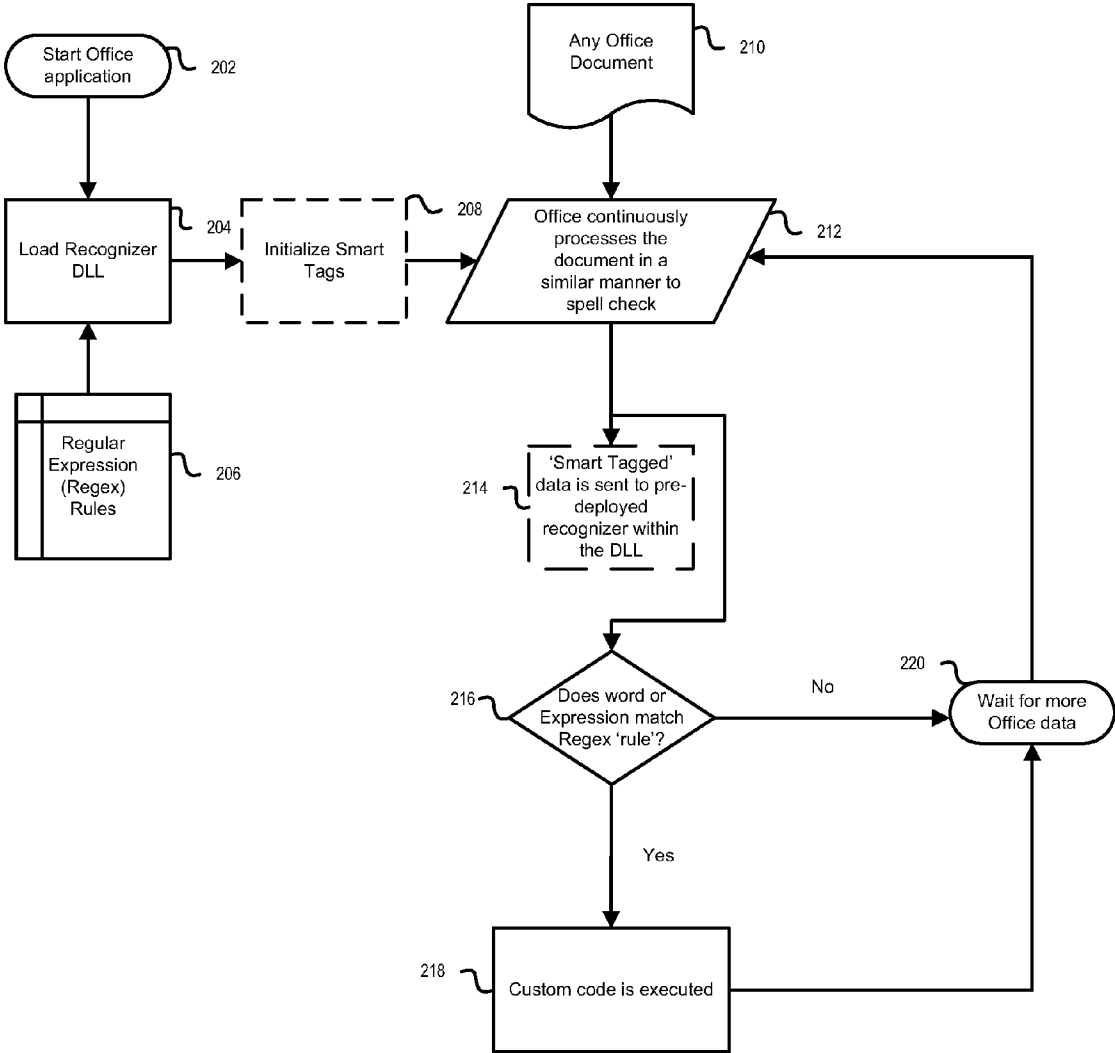 Start Office
application
202
Any Office
Document
210
Load Recognizer
DLL
204
Initialize Smart
Tags
208
Office continuously
processes the
document in a
similar manner to
spell check
212
Regular
Expression
(Regex)
Rules
206
‘Smart Tagged’
data is sent to pre-
deployed
recognizer within
the DLL
214
216
Does word or
Expression match
Regex ‘rule’?
No
220
Wait for more
Office data
Yes
218
Custom code is executed